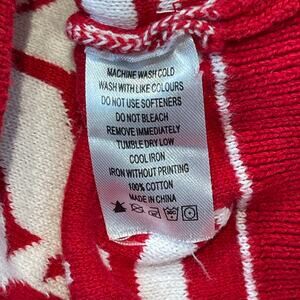 MACHINE WASH COLD
WASH WITH LIKE COLOURS
DO NOT USE SOFTENERS
DO NOT BLEACH
REMOVE IMMEDIATELY
TUMBLE DRY LOW
COOL IRON
IRON WITHOUT PRINTING
100% COTTON
MADE IN CHINA